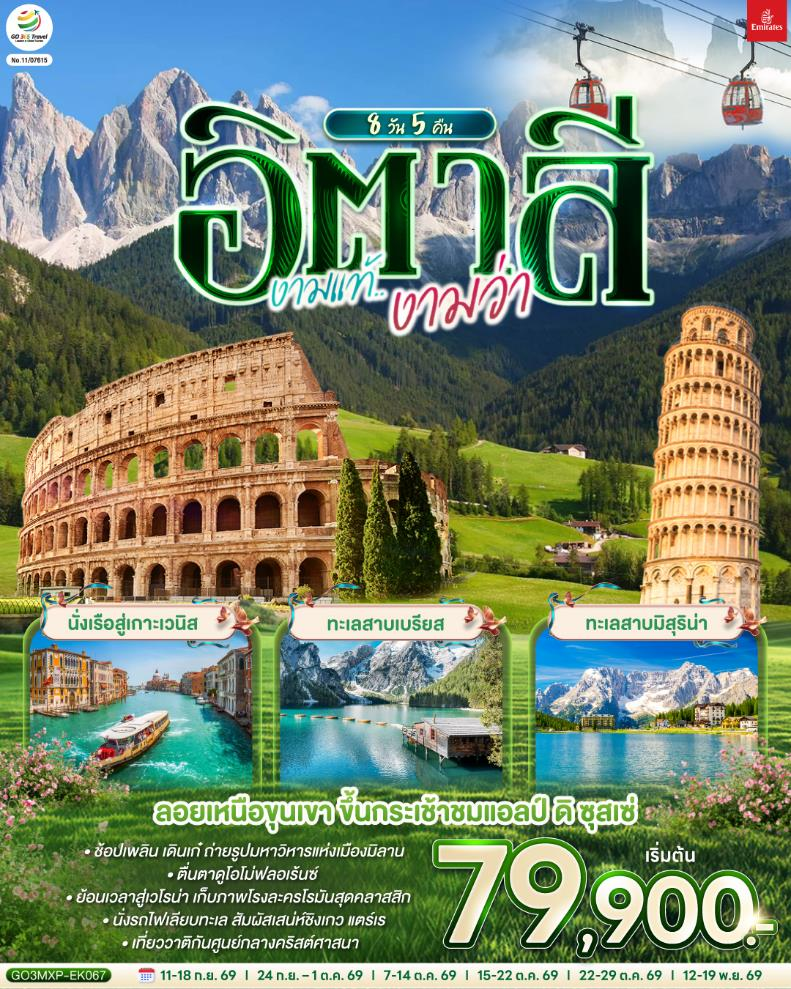 GO 365 Travel
No.11/07615
Emirates
8 วัน 5 คืน
อิตาลี
งามแท้.. งามว่า
นั่งเรือสู่เกาะเวนิส
ทะเลสาบเบรียส
ทะเลสาบมิสุริน่า
ลอยเหนือขุนเขา ขึ้นกระเช้าชมแอลป์ ดิ ซุสเซ่
• ช้อปเพลิน เดินเก๋ ถ่ายรูปมหาวิหารแห่งเมืองมิลาน
• ตื่นตาดูโอโม่ฟลอเร้นซ์
• ย้อนเวลาสู่เวโรน่า เก็บภาพโรงละครโรมันสุดคลาสสิก
• นั่งรถไฟเลียบทะเล สัมผัสเสน่ห์ชิงเกว แตร์เร
• เที่ยววาติกันศูนย์กลางคริสต์ศาสนา
เริ่มต้น
79,900.-
GO3MXP-EK067
11-18 ก.ย. 69 | 24 ก.ย. – 1 ต.ค. 69 | 7-14 ต.ค. 69 | 15-22 ต.ค. 69 | 22-29 ต.ค. 69 | 12-19 พ.ย. 69